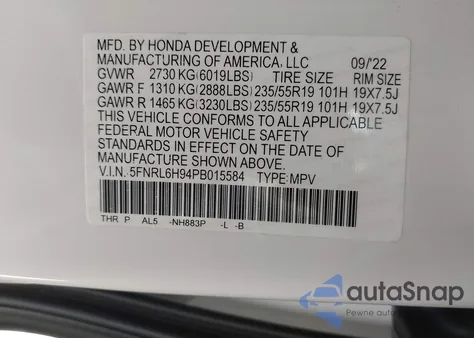 MFD. BY HONDA DEVELOPMENT &
MANUFACTURING OF AMERICA, LLC 09/'22
GVWR 2730 KG(6019LBS) TIRE SIZE RIM SIZE
GAWR F 1310 KG(2888LBS)235/55R19 101H 19X7.5J
GAWR R 1465 KG(3230LBS)235/55R19 101H 19X7.5J
THIS VEHICLE CONFORMS TO ALL APPLICABLE
FEDERAL MOTOR VEHICLE SAFETY
STANDARDS IN EFFECT ON THE DATE OF
MANUFACTURE SHOWN ABOVE.
V.I.N. 5FNRL6H94PB015584 TYPE:MPV
THR P AL5 -NH883P -L -B
autoSnap
Pewne auto